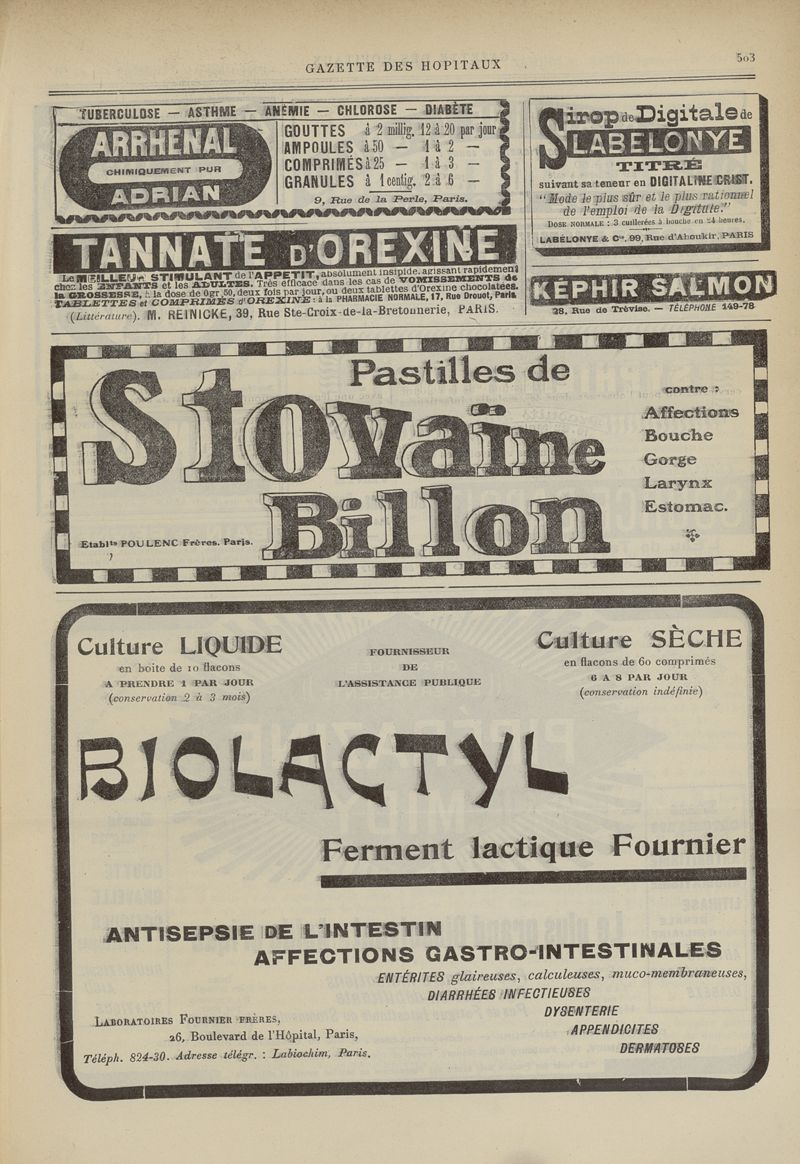 GAZETTE DES HOPITAUX
503
TUBERCULOSE — ASTHME — ANÉMIE — CHLOROSE — DIABÈTE
ARRHÉNAL
CHIMIQUEMENT PUR
ADRIAN
GOUTTES à 2 millig. 12 à 20 par jour
AMPOULES à 50 — 1 à 2 —
COMPRIMÉS à 25 — 1 à 3 —
GRANULES à 1 centig. 2 à 6 —
9, Rue de la Perle, Paris.
Sirop de Digitale de
LABELONYE
TITRÉ
suivant sa teneur en DIGITALINE CRIST.
"Mode le plus sûr et le plus rationnel
de l'emploi de la Digitale."
DOSE NORMALE : 3 cuillerées à bouche en 24 heures.
LABÉLONYE & Cie, 99, Rue d'Aboukir, PARIS
TANNATE D'OREXINE
Le MEILLEUR STIMULANT de l'APPETIT, absolument insipide, agissant rapidement
chez les ENFANTS et les ADULTES. Très efficace dans les cas de VOMISSEMENTS de
la GROSSESSE, à la dose de 0gr,50, deux fois par jour, ou deux tablettes d'Orexine chocolatées.
TABLETTES et COMPRIMÉS d'OREXINE : à la PHARMACIE NORMALE, 17, Rue Drouot, Paris
(Littérature). M. REINICKE, 39, Rue Ste-Croix-de-la-Bretonnerie, PARIS.
KÉPHIR SALMON
28, Rue de Trévise. — TÉLÉPHONE 149-78
Pastilles de
Stovaïne
Billon
contre :
Affections
Bouche
Gorge
Larynx
Estomac.
Etablts POULENC Frères. Paris.
Culture LIQUIDE
en boite de 10 flacons
A PRENDRE 1 PAR JOUR
(conservation 2 à 3 mois)
FOURNISSEUR
DE
L'ASSISTANCE PUBLIQUE
Culture SÈCHE
en flacons de 60 comprimés
6 A 8 PAR JOUR
(conservation indéfinie)
BIOLACTYL
Ferment lactique Fournier
ANTISEPSIE DE L'INTESTIN
AFFECTIONS GASTRO-INTESTINALES
ENTÉRITES glaireuses, calculeuses, muco-membraneuses,
DIARRHÉES INFECTIEUSES
DYSENTERIE
APPENDICITES
DERMATOSES
LABORATOIRES FOURNIER FRÈRES,
26, Boulevard de l'Hôpital, Paris,
Téléph. 824-30. Adresse télégr. : Labiochim, Paris.